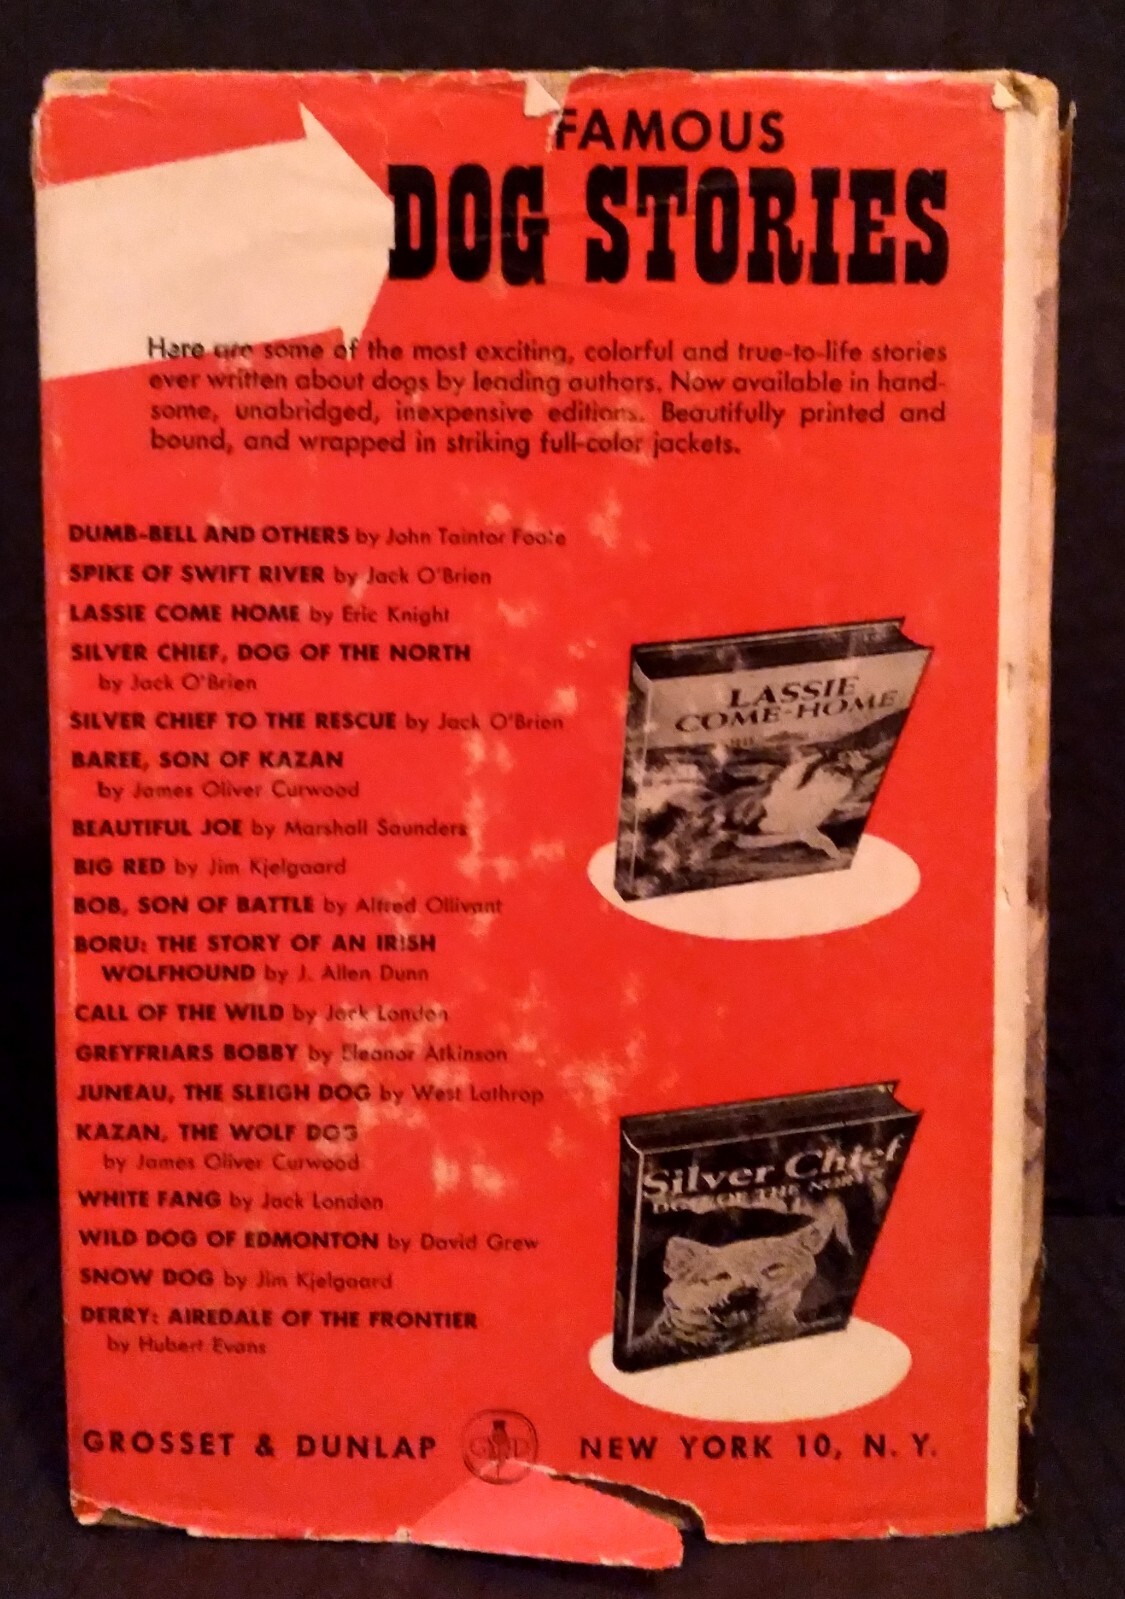 FAMOUS
DOG STORIES
Here are some of the most exciting, colorful and true-to-life stories
ever written about dogs by leading authors. Now available in hand-
some, unabridged, inexpensive editions. Beautifully printed and
bound, and wrapped in striking full-color jackets.
DUMB-BELL AND OTHERS by John Taintor Foote
SPIKE OF SWIFT RIVER by Jack O'Brien
LASSIE COME HOME by Eric Knight
SILVER CHIEF, DOG OF THE NORTH
by Jack O'Brien
SILVER CHIEF TO THE RESCUE by Jack O'Brien
BAREE, SON OF KAZAN
by James Oliver Curwood
BEAUTIFUL JOE by Marshall Saunders
BIG RED by Jim Kjelgaard
BOB, SON OF BATTLE by Alfred Ollivant
BORU: THE STORY OF AN IRISH
WOLFHOUND by J. Allen Dunn
CALL OF THE WILD by Jack London
GREYFRIARS BOBBY by Eleanor Atkinson
JUNEAU, THE SLEIGH DOG by West Lathrop
KAZAN, THE WOLF DOG
by James Oliver Curwood
WHITE FANG by Jack London
WILD DOG OF EDMONTON by David Grew
SNOW DOG by Jim Kjelgaard
DERRY: AIREDALE OF THE FRONTIER
by Hubert Evans
LASSIE
COME-HOME
Silver Chief
DOG OF THE NORTH
GROSSET & DUNLAP G D NEW YORK 10, N. Y.